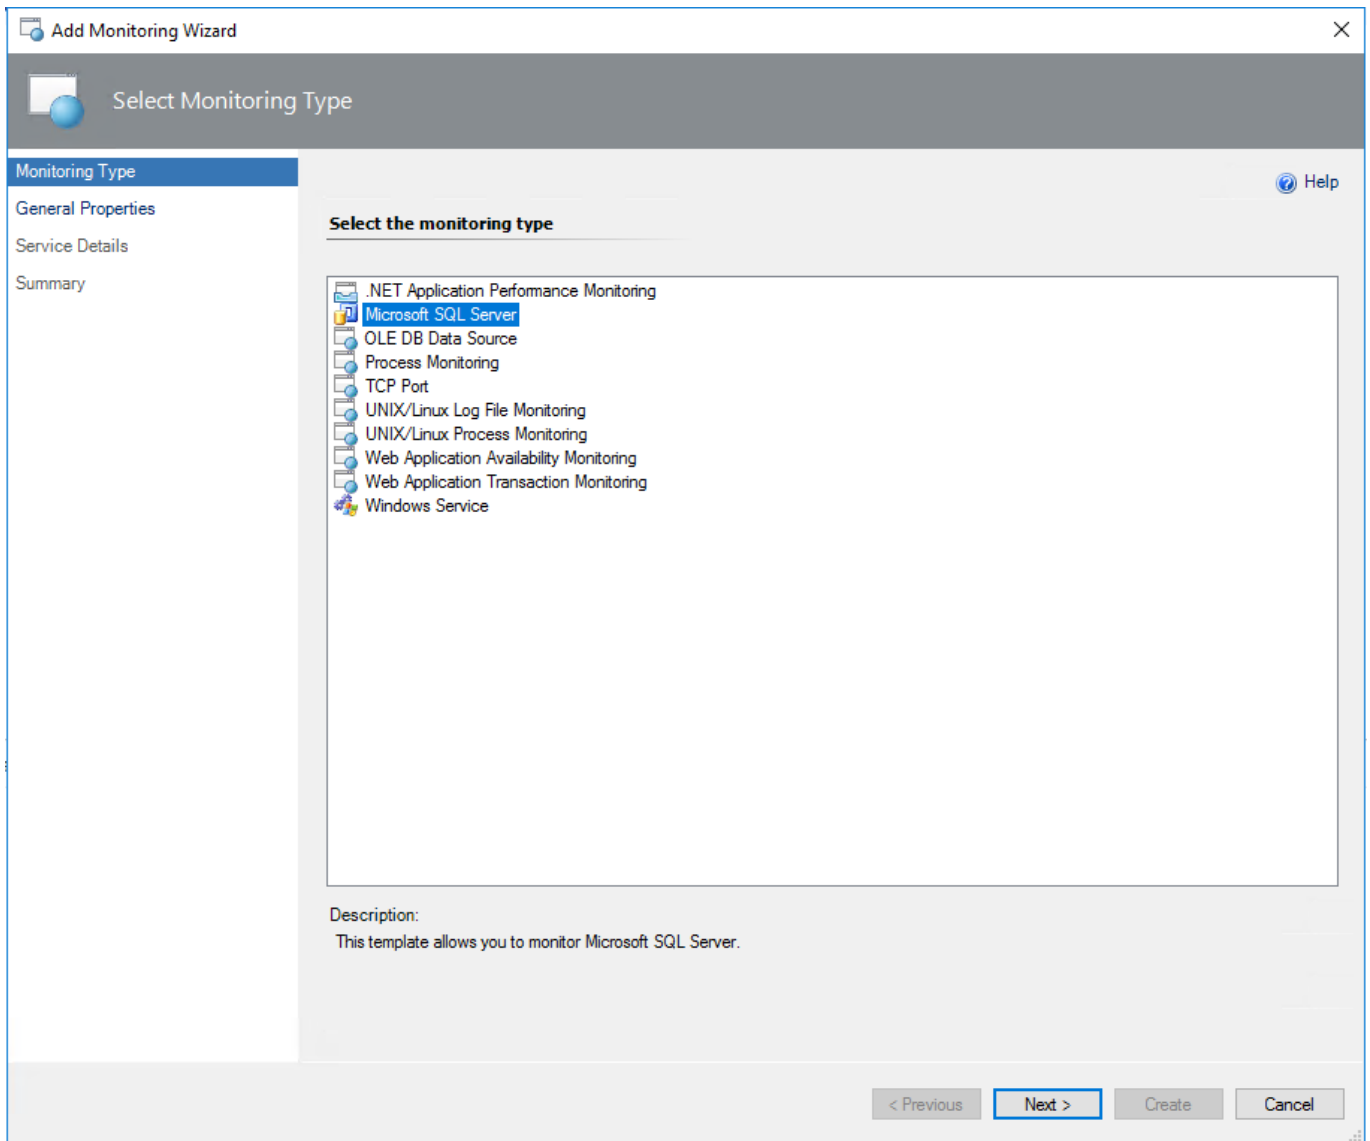 Add Monitoring Wizard
Select Monitoring Type
Monitoring Type
General Properties
Service Details
Summary
Help
Select the monitoring type
.NET Application Performance Monitoring
Microsoft SQL Server
OLE DB Data Source
Process Monitoring
TCP Port
UNIX/Linux Log File Monitoring
UNIX/Linux Process Monitoring
Web Application Availability Monitoring
Web Application Transaction Monitoring
Windows Service
Description:
This template allows you to monitor Microsoft SQL Server.
< Previous
Next >
Create
Cancel